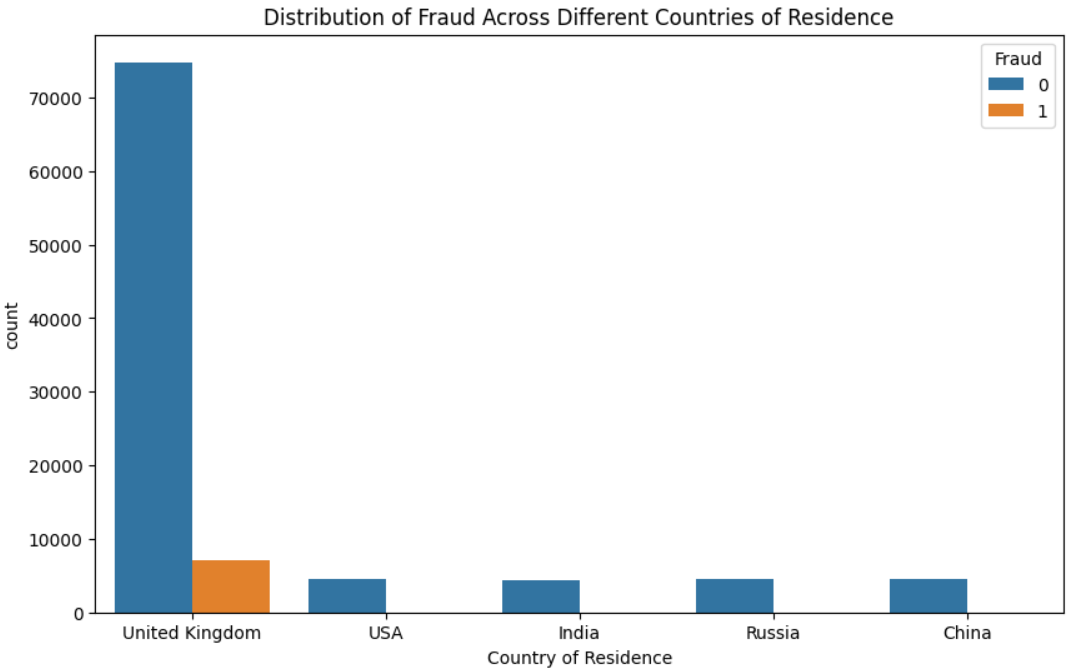 Distribution of Fraud Across Different Countries of Residence
Fraud
0
1
70000
60000
50000
40000
30000
20000
10000
0
count
United Kingdom USA India Russia China
Country of Residence